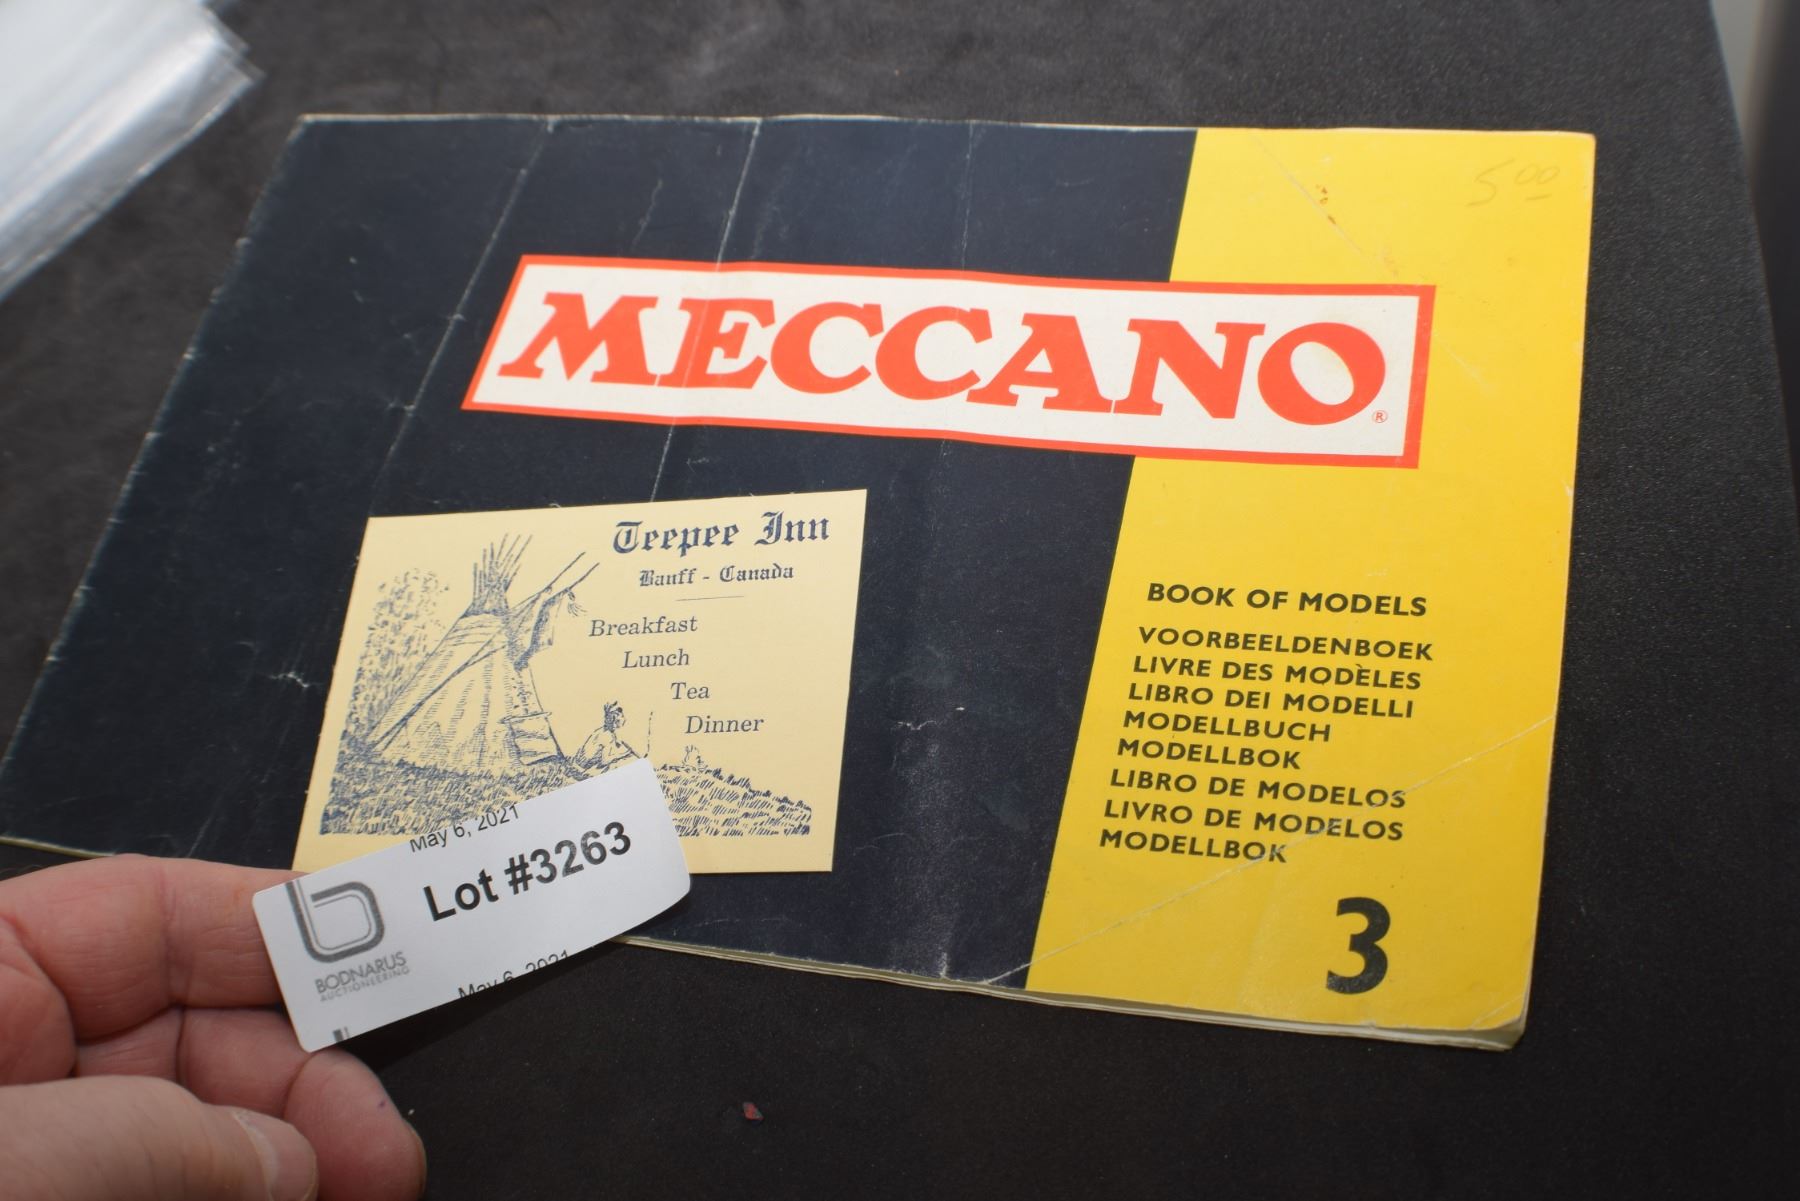 5 00
MECCANO ®
Teepee Inn
Banff - Canada
Breakfast
Lunch
Tea
Dinner
BOOK OF MODELS
VOORBEELDENBOEK
LIVRE DES MODÈLES
LIBRO DEI MODELLI
MODELLBUCH
MODELLBOK
LIBRO DE MODELOS
LIVRO DE MODELOS
MODELLBOK
3
May 6, 2021
Lot #3263
BODNARUS
AUCTIONEERING
May 6, 2021